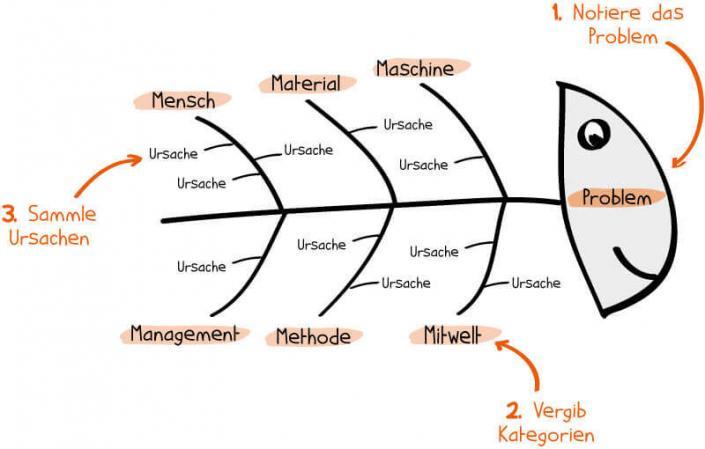 1. Notiere das
Problem
Maschine
Material
Mensch
Ursache
Ursache
Ursache
Ursache
Ursache
Ursache
3. Sammle
Ursachen
Problem
Ursache
Ursache
Ursache
Ursache
Ursache
Management
Methode
Mitwelt
2. Vergib
Kategorien